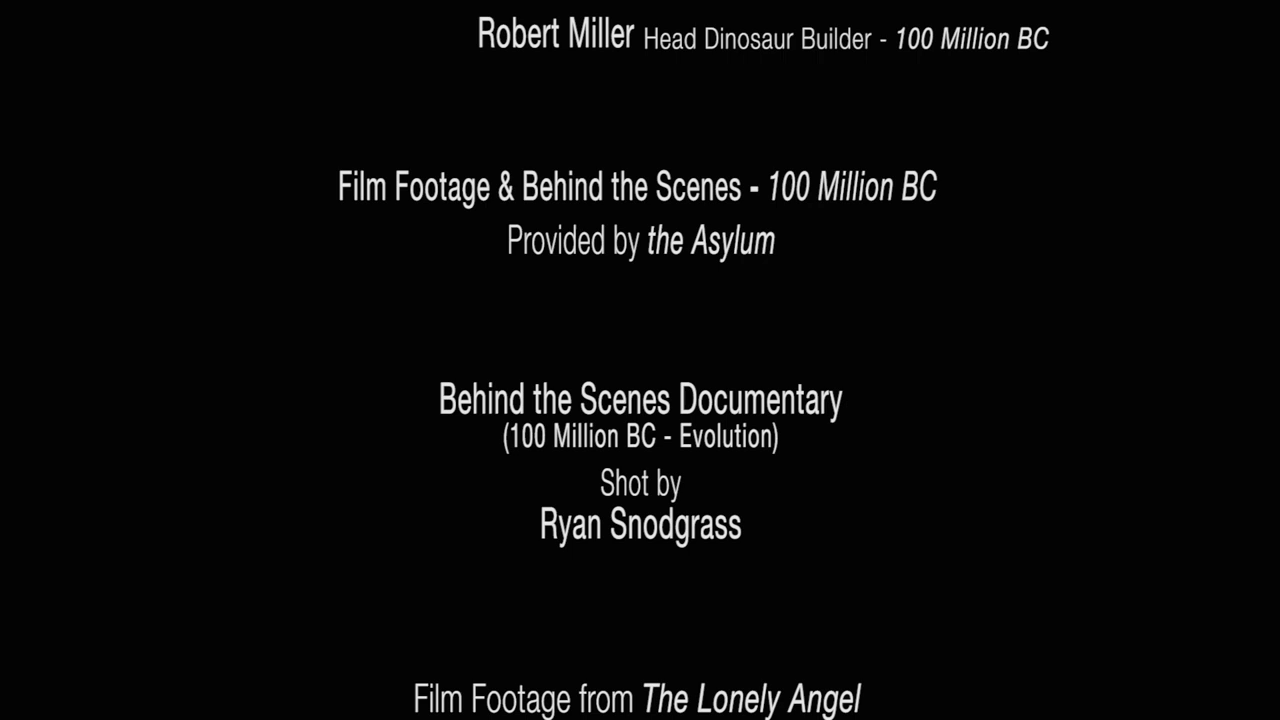 Robert Miller Head Dinosaur Builder - 100 Million BC
Film Footage & Behind the Scenes - 100 Million BC
Provided by the Asylum
Behind the Scenes Documentary
(100 Million BC - Evolution)
Shot by
Ryan Snodgrass
Film Footage from The Lonely Angel